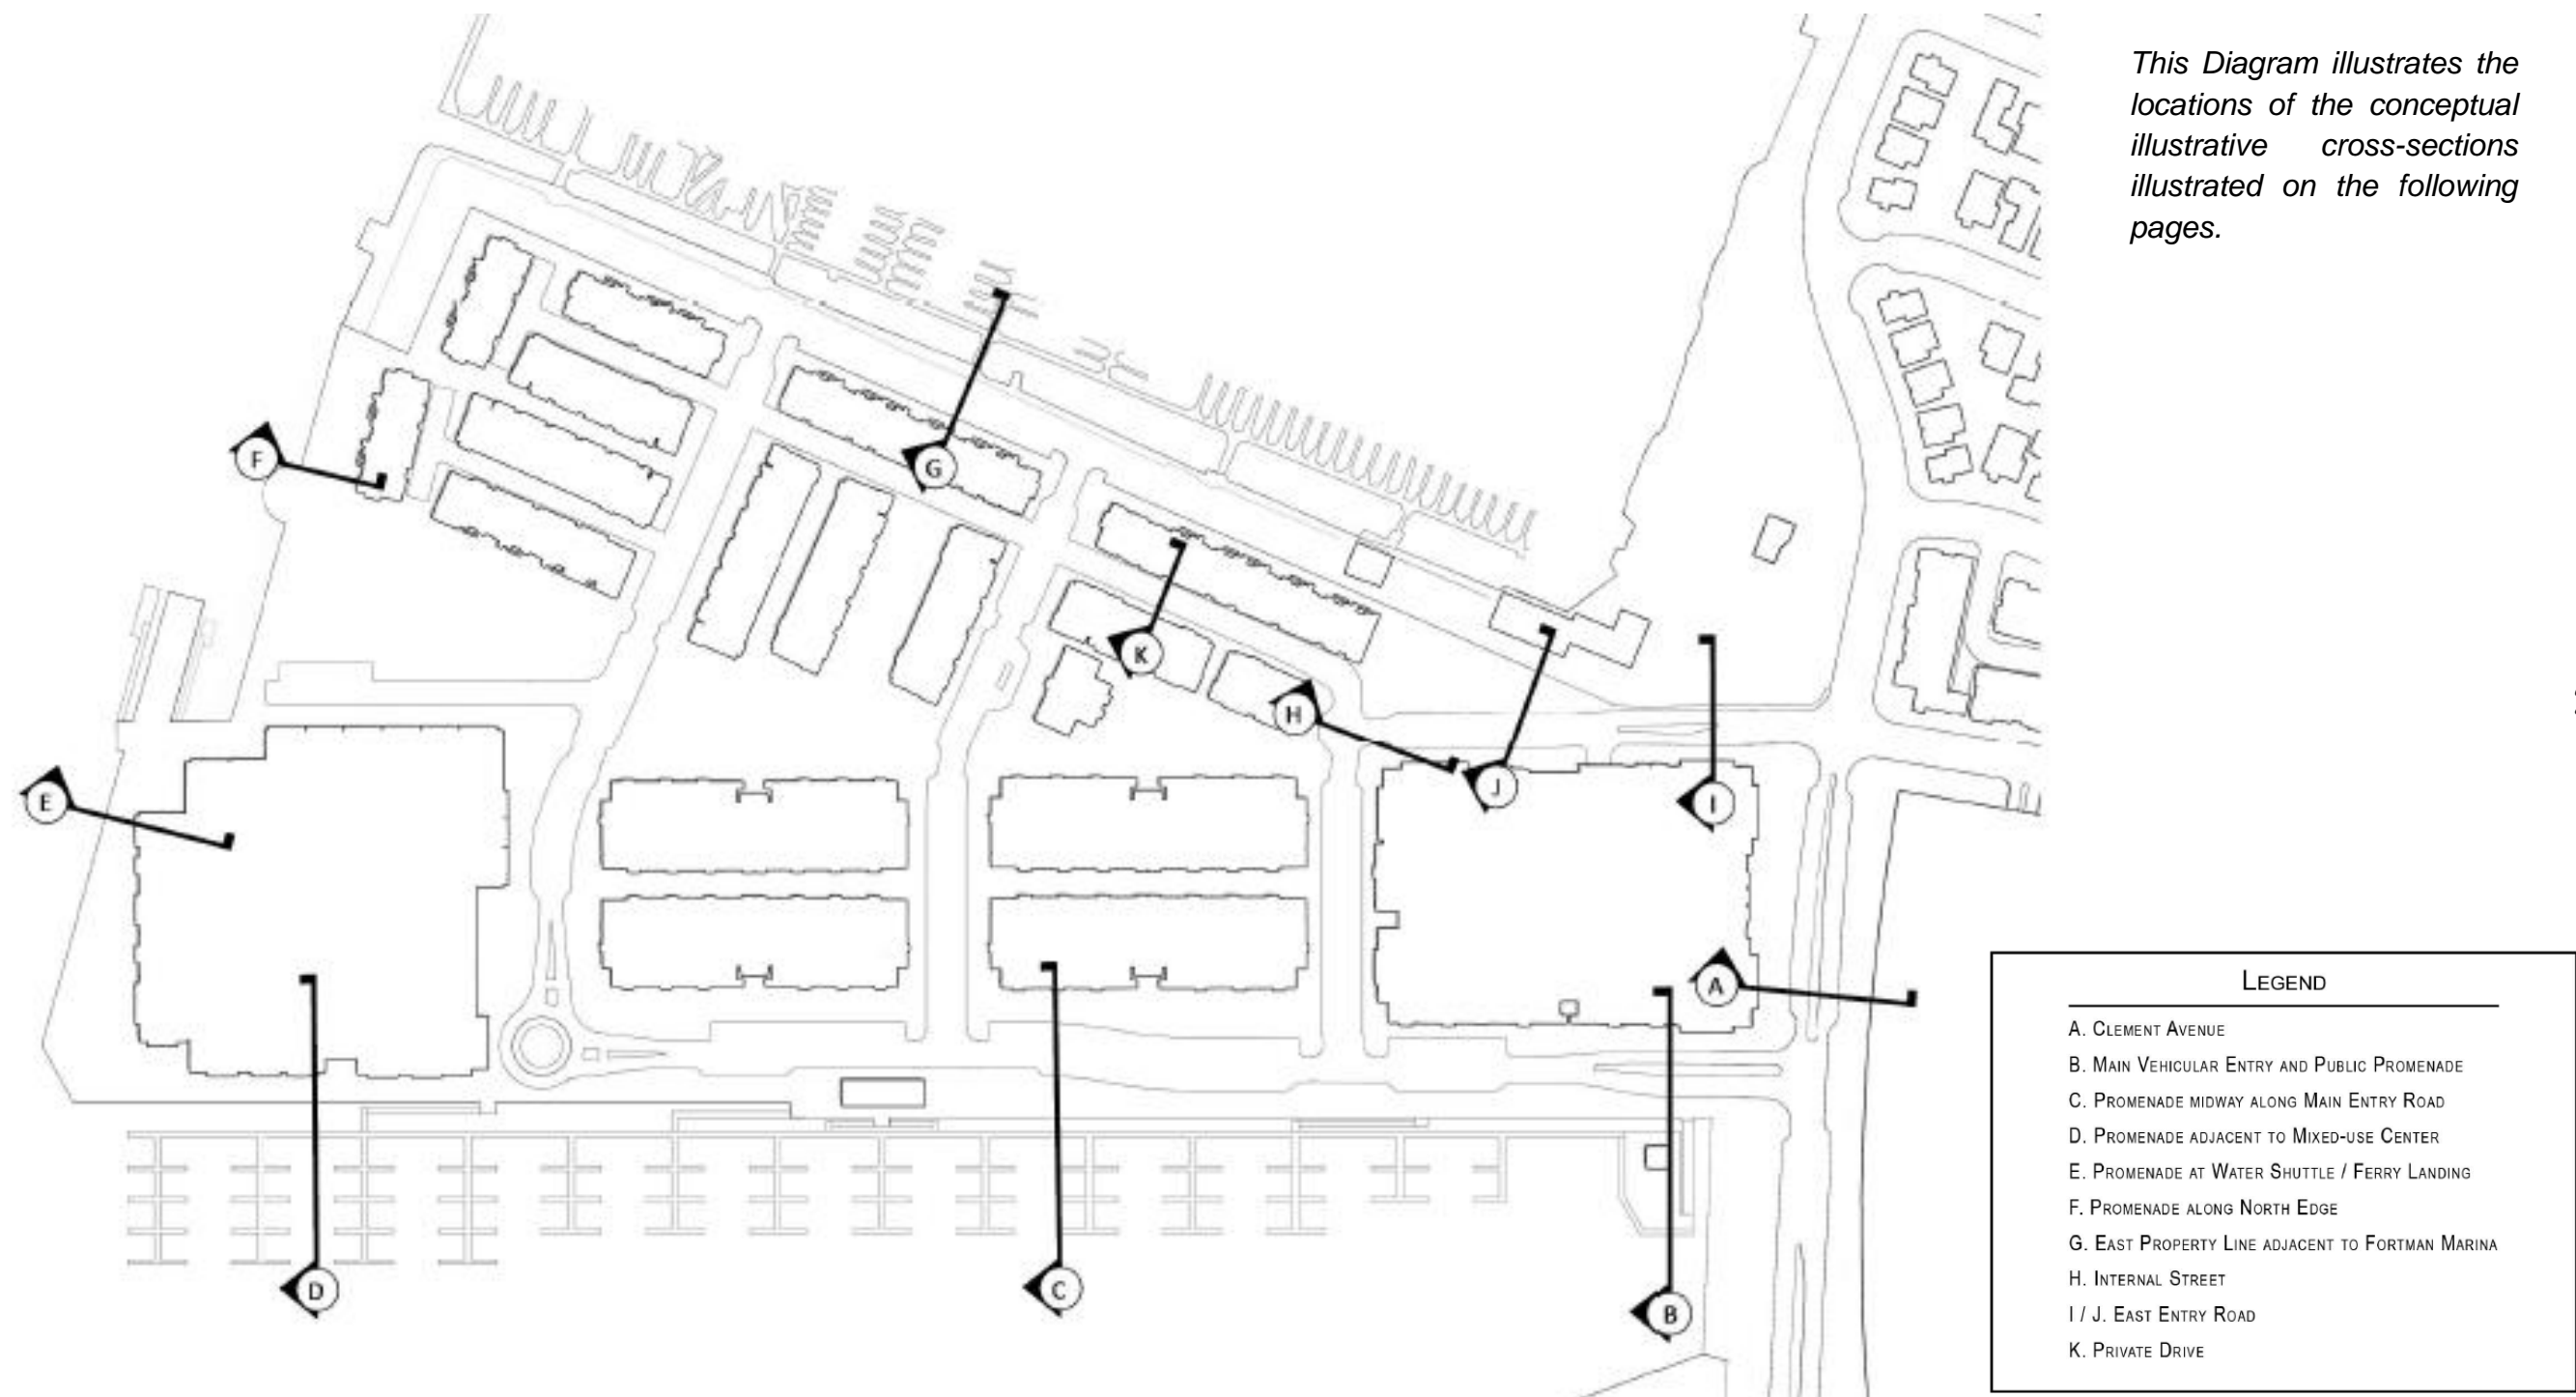 This Diagram illustrates the
locations of the conceptual
illustrative cross-sections
illustrated on the following
pages.
F
G
K
H
E
J
I
A
D
C
B
LEGEND
A. CLEMENT AVENUE
B. MAIN VEHICULAR ENTRY AND PUBLIC PROMENADE
C. PROMENADE MIDWAY ALONG MAIN ENTRY ROAD
D. PROMENADE ADJACENT TO MIXED-USE CENTER
E. PROMENADE AT WATER SHUTTLE / FERRY LANDING
F. PROMENADE ALONG NORTH EDGE
G. EAST PROPERTY LINE ADJACENT TO FORTMAN MARINA
H. INTERNAL STREET
I / J. EAST ENTRY ROAD
K. PRIVATE DRIVE